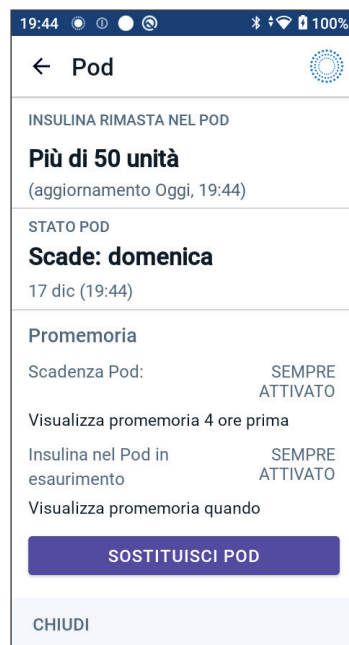 19:44 100%
Pod
INSULINA RIMASTA NEL POD
Più di 50 unità
(aggiornamento Oggi, 19:44)
STATO POD
Scade: domenica
17 dic (19:44)
Promemoria
Scadenza Pod: SEMPRE
ATTIVATO
Visualizza promemoria 4 ore prima
Insulina nel Pod in SEMPRE
esaurimento ATTIVATO
Visualizza promemoria quando
SOSTITUISCI POD
CHIUDI